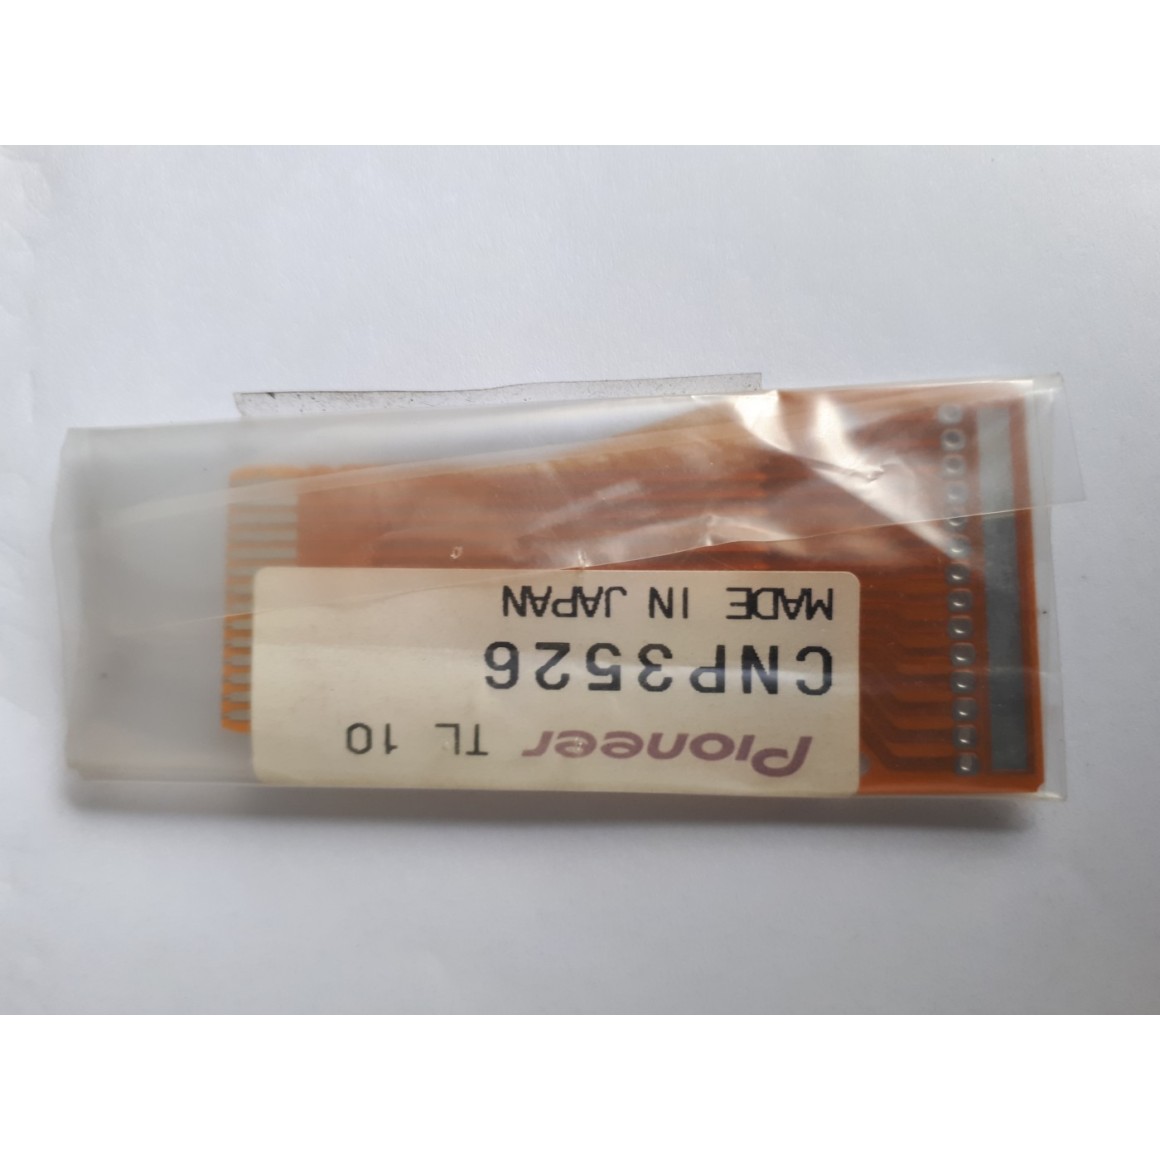 Pioneer TL 10
CNP3526
MADE IN JAPAN